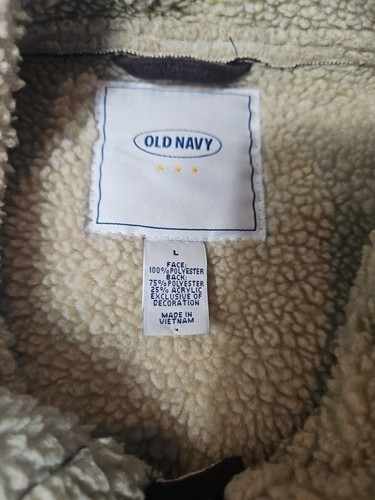 OLD NAVY
L
FACE:
100% POLYESTER
BACK:
75% POLYESTER
25% ACRYLIC
EXCLUSIVE OF
DECORATION
MADE IN
VIETNAM